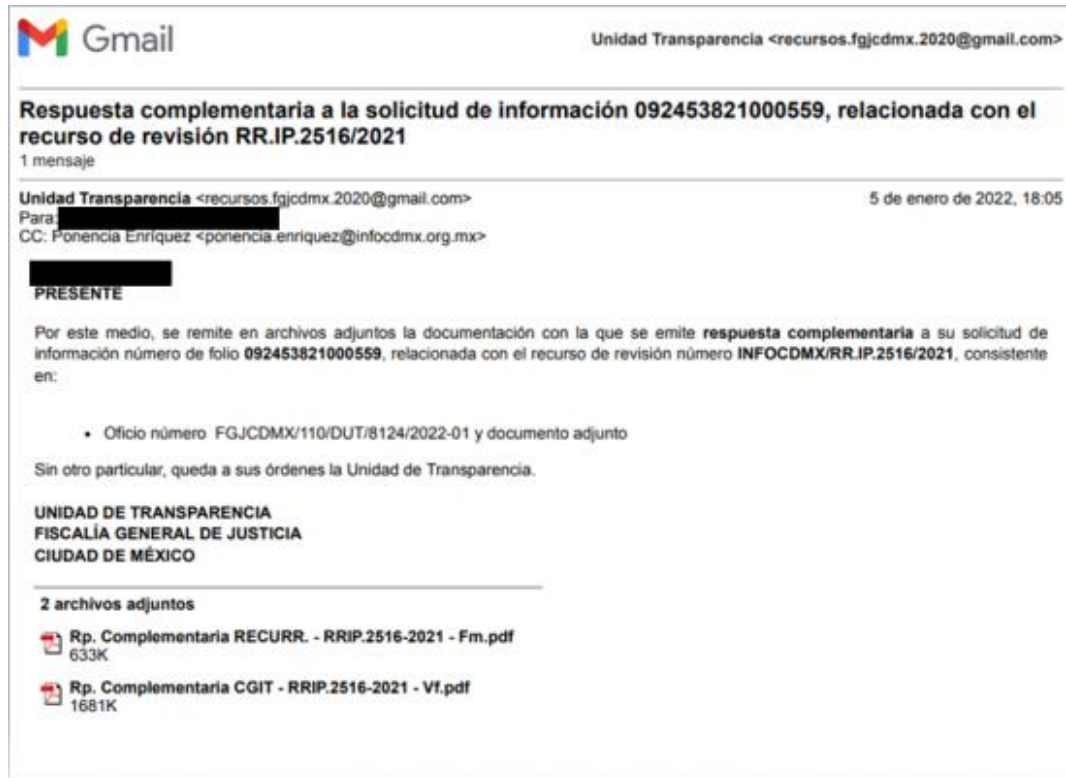 Gmail
Unidad Transparencia <recursos.fgjcdmx.2020@gmail.com>
Respuesta complementaria a la solicitud de información 092453821000559, relacionada con el
recurso de revisión RR.IP.2516/2021
1 mensaje
Unidad Transparencia <recursos.fgjcdmx.2020@gmail.com>
5 de enero de 2022, 18:05
Para:
CC: Ponencia Enríquez <ponencia.enriquez@infocdmx.org.mx>
PRESENTE
Por este medio, se remite en archivos adjuntos la documentación con la que se emite respuesta complementaria a su solicitud de
información número de folio 092453821000559, relacionada con el recurso de revisión número INFOCDMX/RR.IP.2516/2021, consistente
en:
• Oficio número FGJCDMX/110/DUT/8124/2022-01 y documento adjunto
Sin otro particular, queda a sus órdenes la Unidad de Transparencia.
UNIDAD DE TRANSPARENCIA
FISCALÍA GENERAL DE JUSTICIA
CIUDAD DE MÉXICO
2 archivos adjuntos
Rp. Complementaria RECURR. - RRIP.2516-2021 - Fm.pdf
633K
Rp. Complementaria CGIT - RRIP.2516-2021 - Vf.pdf
1681K